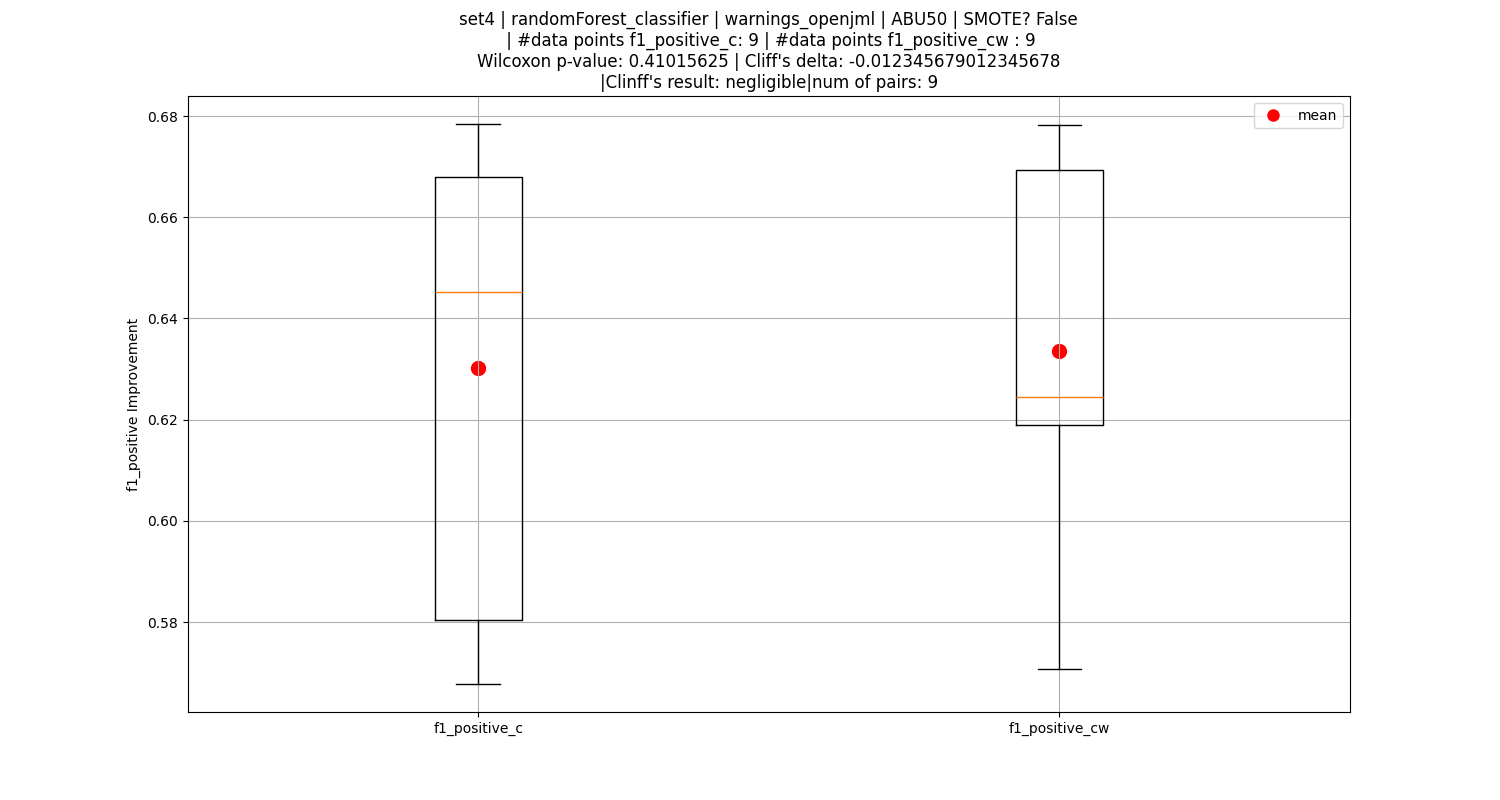 set4 | randomForest_classifier | warnings_openjml | ABU50 | SMOTE? False
| #data points f1_positive_c: 9 | #data points f1_positive_cw : 9
Wilcoxon p-value: 0.41015625 | Cliff's delta: -0.012345679012345678
|Clinff's result: negligible|num of pairs: 9
mean
0.68
0.66
0.64
0.62
0.60
0.58
f1_positive Improvement
f1_positive_c
f1_positive_cw